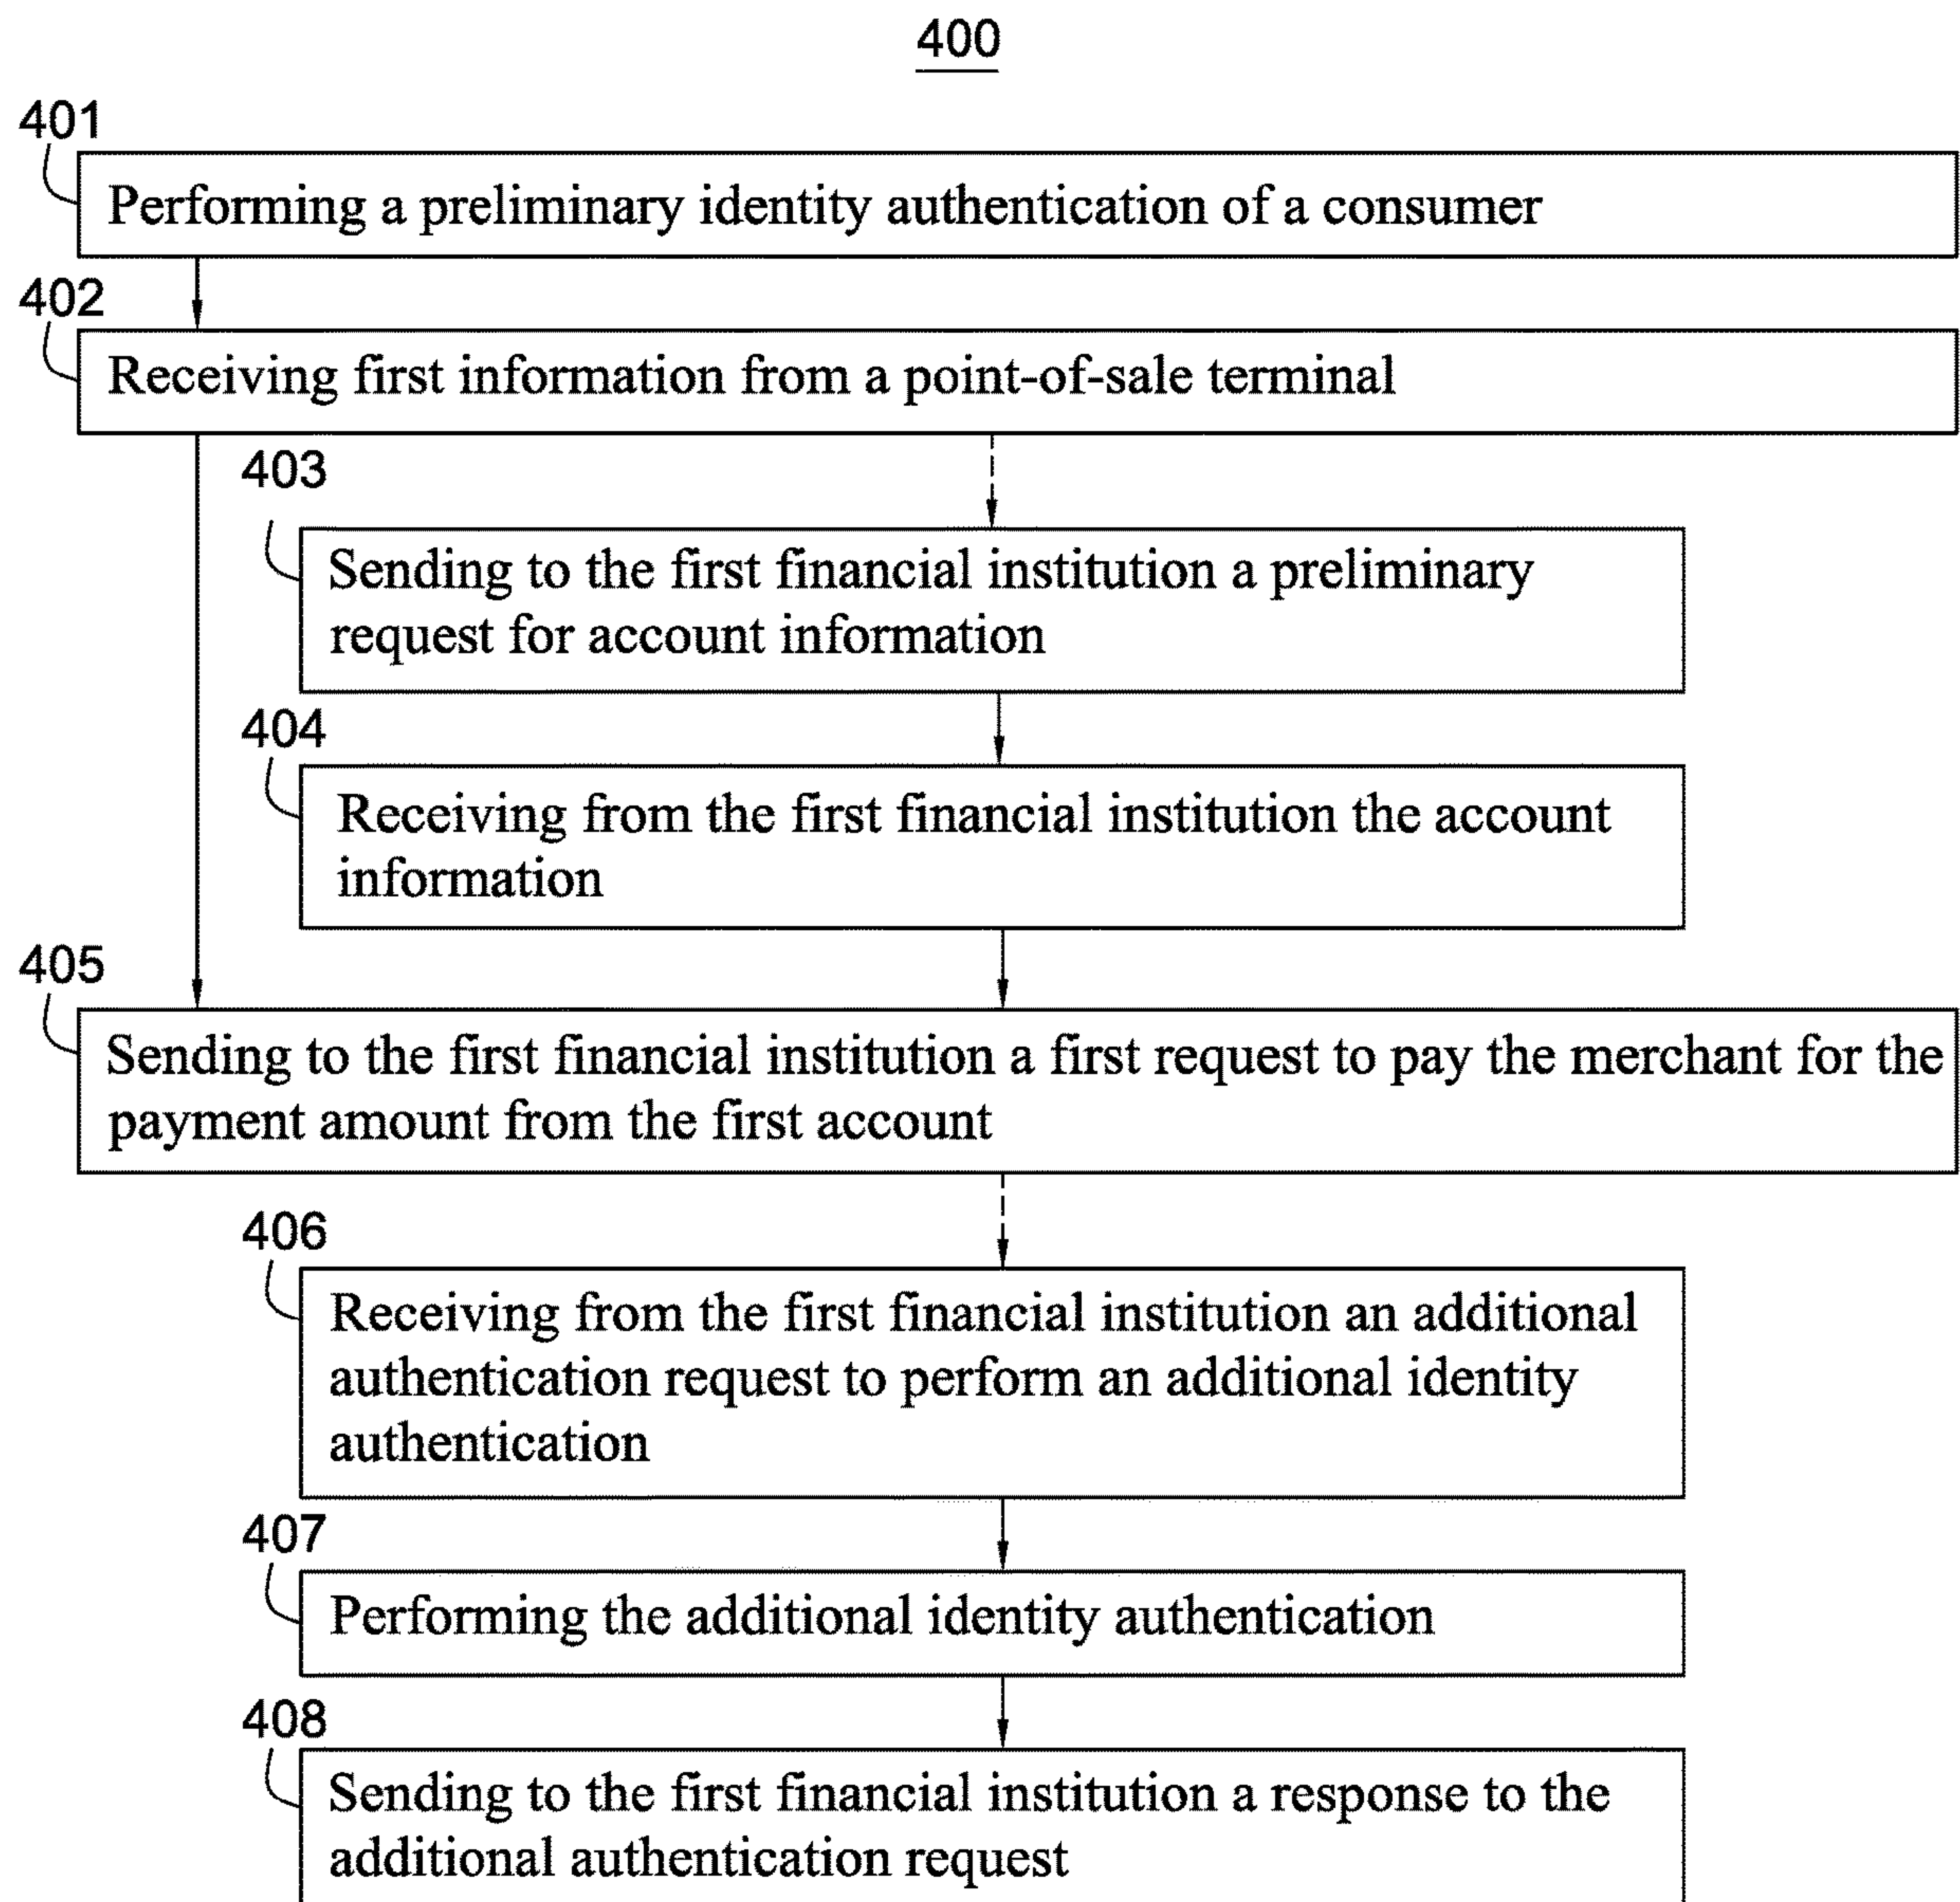 400
401
Performing a preliminary identity authentication of a consumer
402
Receiving first information from a point-of-sale terminal
403
Sending to the first financial institution a preliminary
request for account information
404
Receiving from the first financial institution the account
information
405
Sending to the first financial institution a first request to pay the merchant for the
payment amount from the first account
406
Receiving from the first financial institution an additional
authentication request to perform an additional identity
authentication
407
Performing the additional identity authentication
408
Sending to the first financial institution a response to the
additional authentication request